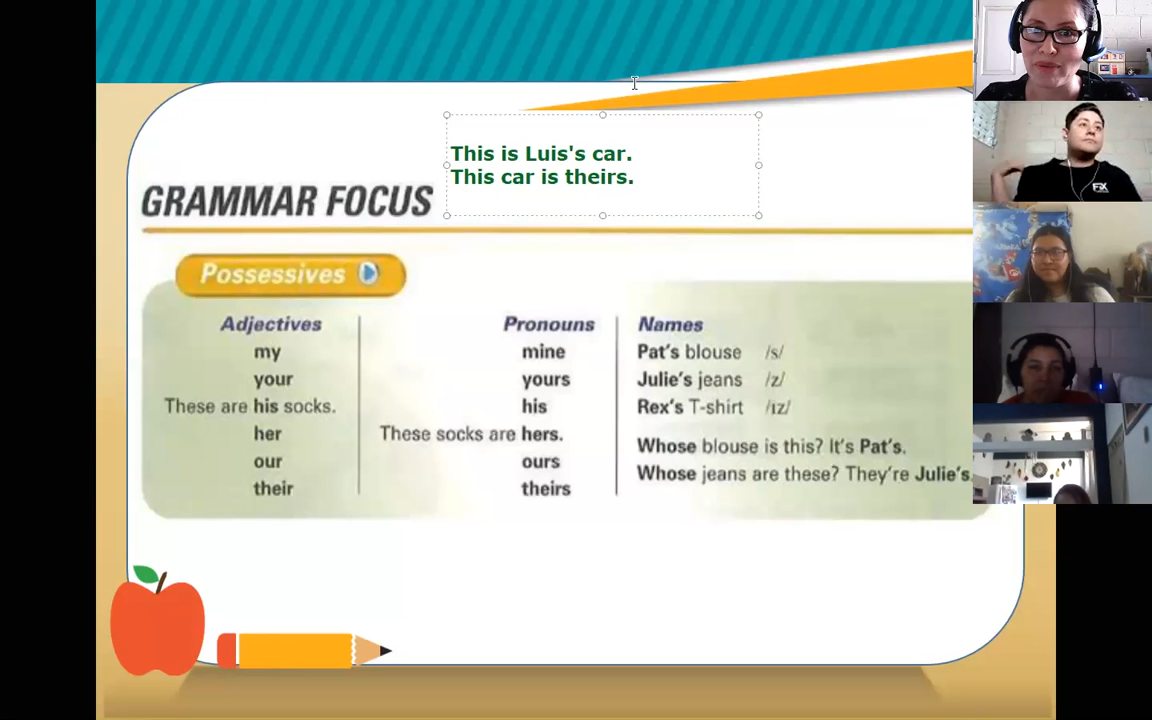 This is Luis's car.
This car is theirs.
GRAMMAR FOCUS
Possessives
Adjectives
my
your
These are his socks.
her
our
their
Pronouns
mine
yours
his
These socks are hers.
ours
theirs
Names
Pat's blouse /s/
Julie's jeans /z/
Rex's T-shirt /ɪz/
Whose blouse is this? It's Pat's.
Whose jeans are these? They're Julie's.
FX